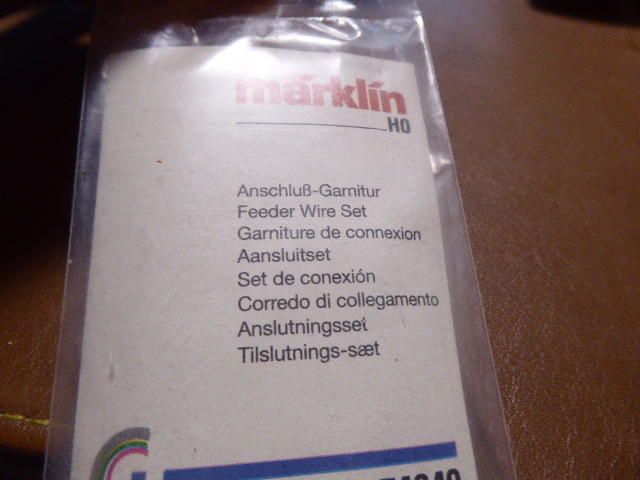 märklin
HO
Anschluß-Garnitur
Feeder Wire Set
Garniture de connexion
Aansluitset
Set de conexión
Corredo di collegamento
Anslutningsset
Tilslutnings-sæt